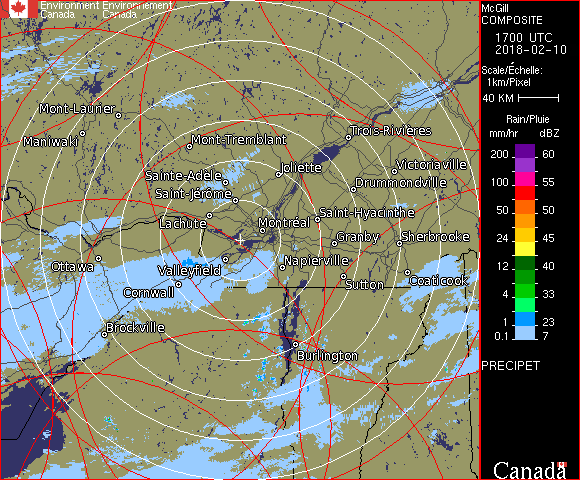 Environment Environnement
Canada Canada
McGill
COMPOSITE
1700 UTC
2018-02-10
Scale/Échelle:
1km/Pixel
40 KM
Rain/Pluie
mm/hr dBZ
200 60
55
100 55
50 50
24 45
12 40
4 33
1 23
0.1 7
PRECIPET
Canada
Mont-Laurier
Maniwaki
Mont-Tremblant
Trois-Rivières
Sainte-Adèle
Joliette
Victoriaville
Saint-Jérôme
Drummondville
Lachute
Montréal
Saint-Hyacinthe
Granby
Sherbrooke
Ottawa
Valleyfield
Napierville
Cornwall
Sutton
Coaticook
Brockville
Burlington